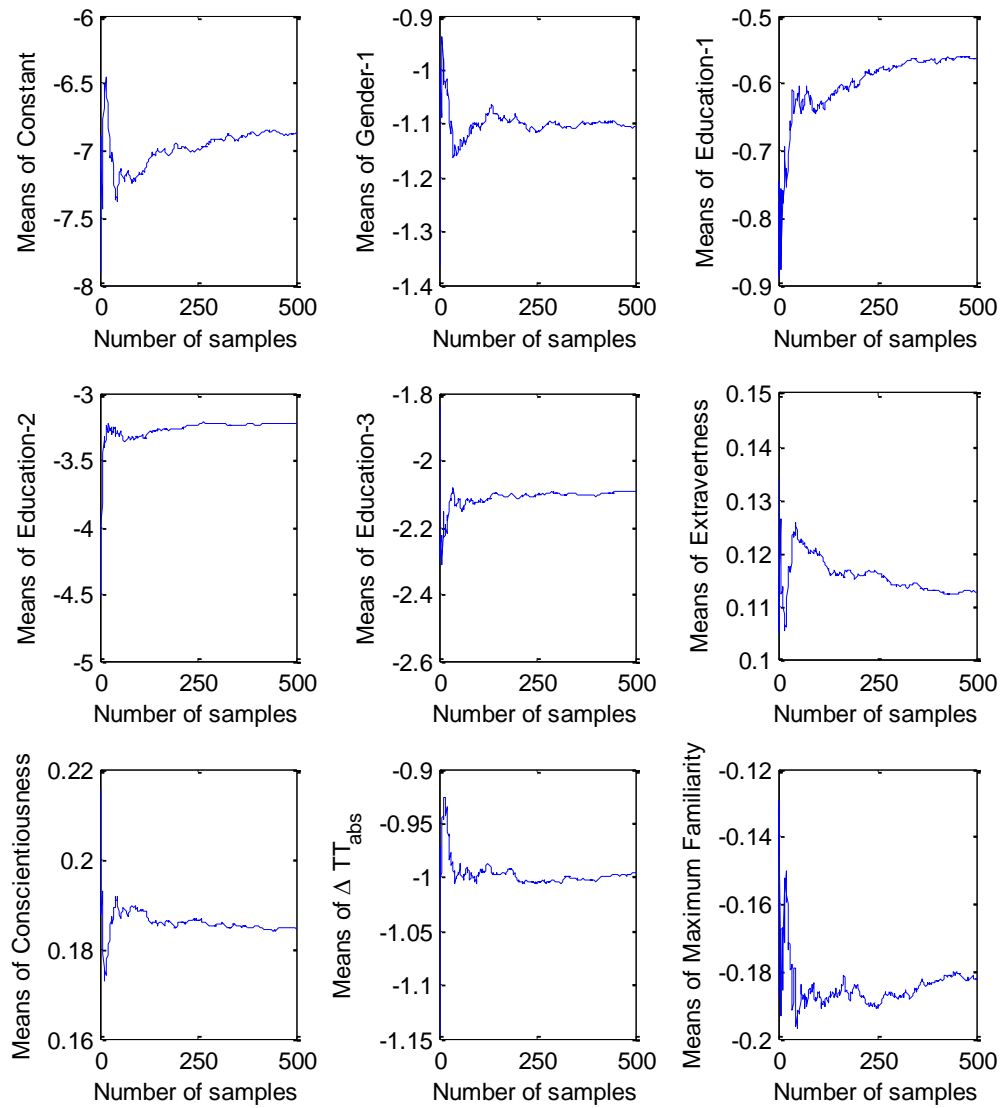 Means of Constant
-6
-6.5
-7
-7.5
-8
0 250 500
Number of samples
Means of Gender-1
-0.9
-1
-1.1
-1.2
-1.3
-1.4
0 250 500
Number of samples
Means of Education-1
-0.5
-0.6
-0.7
-0.8
-0.9
0 250 500
Number of samples
Means of Education-2
-3
-3.5
-4
-4.5
-5
0 250 500
Number of samples
Means of Education-3
-1.8
-2
-2.2
-2.4
-2.6
0 250 500
Number of samples
Means of Extravertness
0.15
0.14
0.13
0.12
0.11
0.1
0 250 500
Number of samples
Means of Conscientiousness
0.22
0.2
0.18
0.16
0 250 500
Number of samples
Means of Δ TTabs
-0.9
-0.95
-1
-1.05
-1.1
-1.15
0 250 500
Number of samples
Means of Maximum Familiarity
-0.12
-0.14
-0.16
-0.18
-0.2
0 250 500
Number of samples